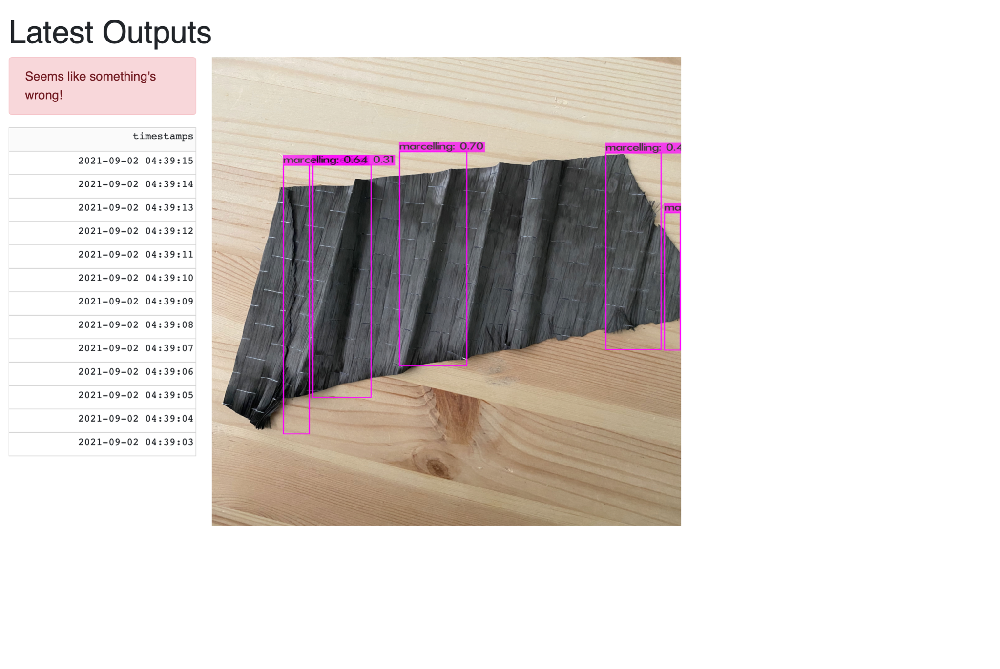 Latest Outputs
Seems like something's
wrong!
timestamps
2021-09-02 04:39:15
2021-09-02 04:39:14
2021-09-02 04:39:13
2021-09-02 04:39:12
2021-09-02 04:39:11
2021-09-02 04:39:10
2021-09-02 04:39:09
2021-09-02 04:39:08
2021-09-02 04:39:07
2021-09-02 04:39:06
2021-09-02 04:39:05
2021-09-02 04:39:04
2021-09-02 04:39:03
marcelling: 0.70
marcelling: 0.4
marcelling: 0.64 0.31
ma